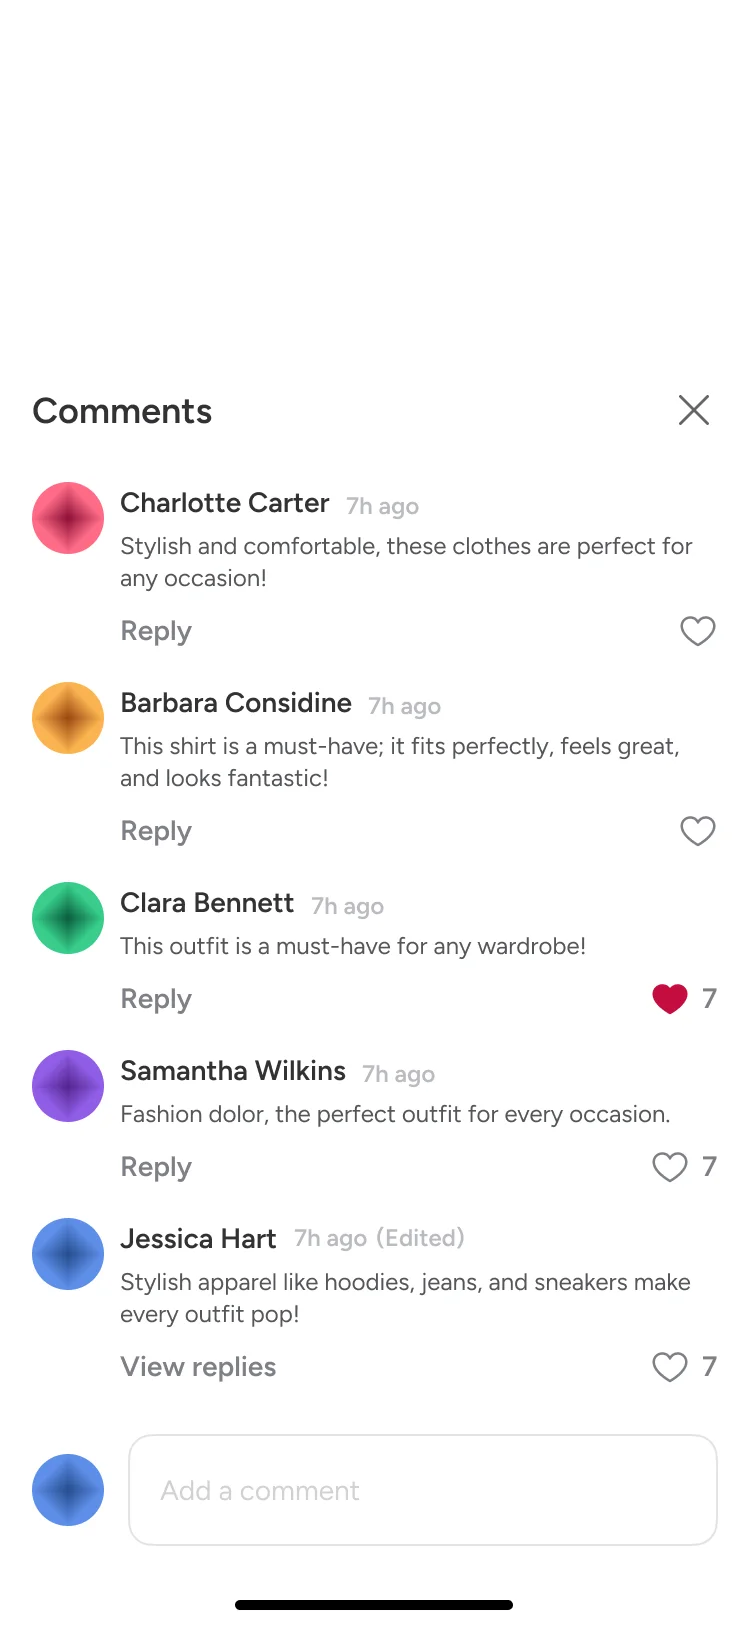 Comments
Charlotte Carter 7h ago
Stylish and comfortable, these clothes are perfect for
any occasion!
Reply
Barbara Considine 7h ago
This shirt is a must-have; it fits perfectly, feels great,
and looks fantastic!
Reply
Clara Bennett 7h ago
This outfit is a must-have for any wardrobe!
Reply 7
Samantha Wilkins 7h ago
Fashion dolor, the perfect outfit for every occasion.
Reply 7
Jessica Hart 7h ago (Edited)
Stylish apparel like hoodies, jeans, and sneakers make
every outfit pop!
View replies 7
Add a comment